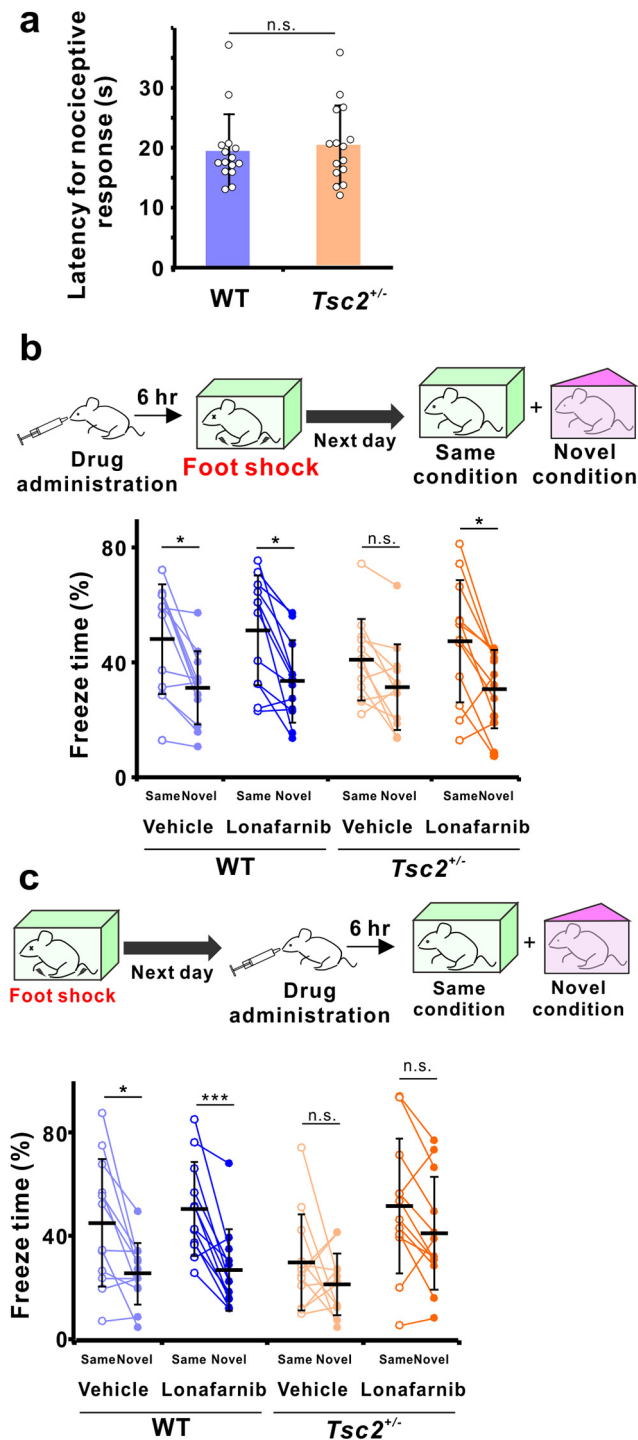 a
n.s.
Latency for nociceptive
response (s)
30
20
10
0
WT
Tsc2+/-
b
6 hr
Drug
administration
Foot shock
Next day
Same
condition
+
Novel
condition
Freeze time (%)
80
40
0
*
*
n.s.
*
Same Novel Same Novel Same Novel Same Novel
Vehicle Lonafarnib Vehicle Lonafarnib
WT
Tsc2+/-
c
Foot shock
Next day
6 hr
Drug
administration
Same
condition
+
Novel
condition
Freeze time (%)
80
40
0
*
***
n.s.
n.s.
Same Novel Same Novel Same Novel Same Novel
Vehicle Lonafarnib Vehicle Lonafarnib
WT
Tsc2+/-